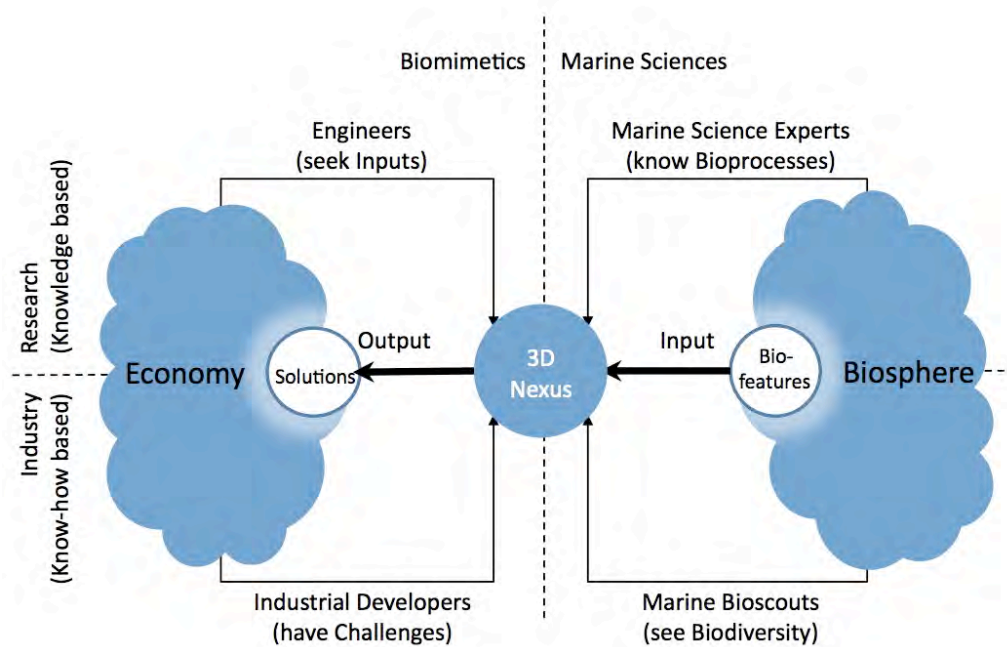 Biomimetics
Marine Sciences
Engineers
(seek Inputs)
Marine Science Experts
(know Bioprocesses)
Research
(Knowledge based)
Industry
(Know-how based)
Economy
Solutions
Output
3D
Nexus
Input
Bio-
features
Biosphere
Industrial Developers
(have Challenges)
Marine Bioscouts
(see Biodiversity)